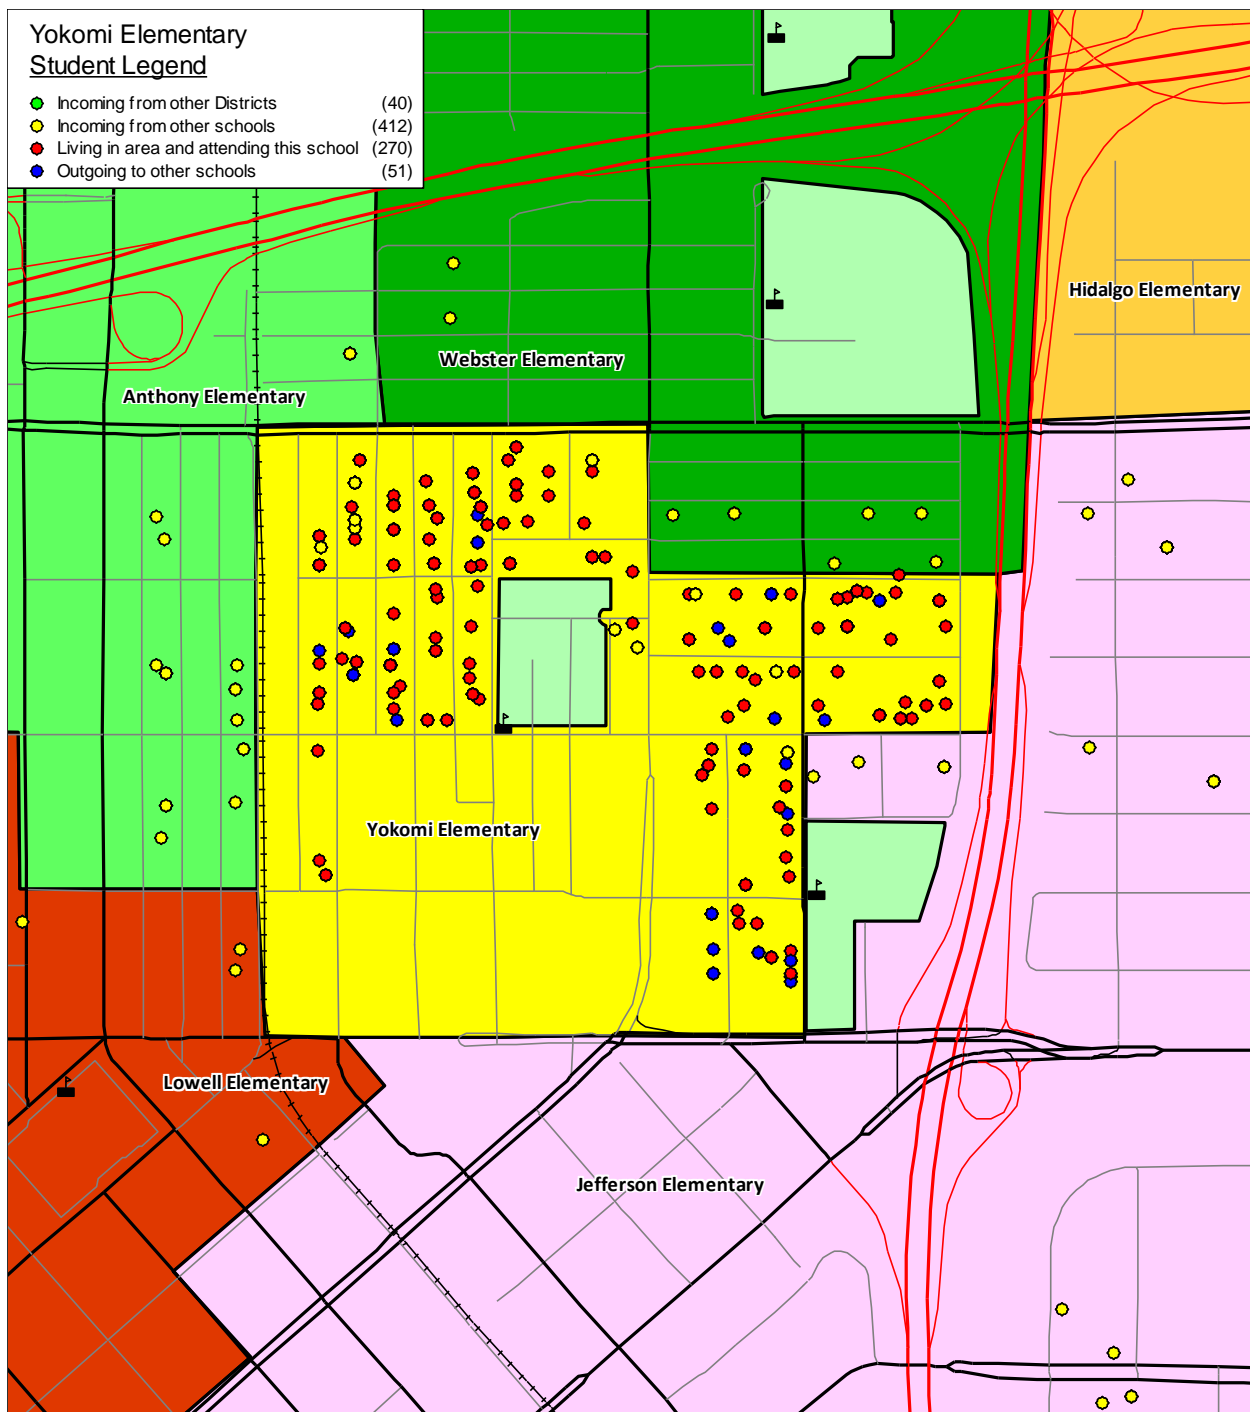 Yokomi Elementary
Student Legend
Incoming from other Districts (40)
Incoming from other schools (412)
Living in area and attending this school (270)
Outgoing to other schools (51)
Hidalgo Elementary
Webster Elementary
Anthony Elementary
Yokomi Elementary
Lowell Elementary
Jefferson Elementary